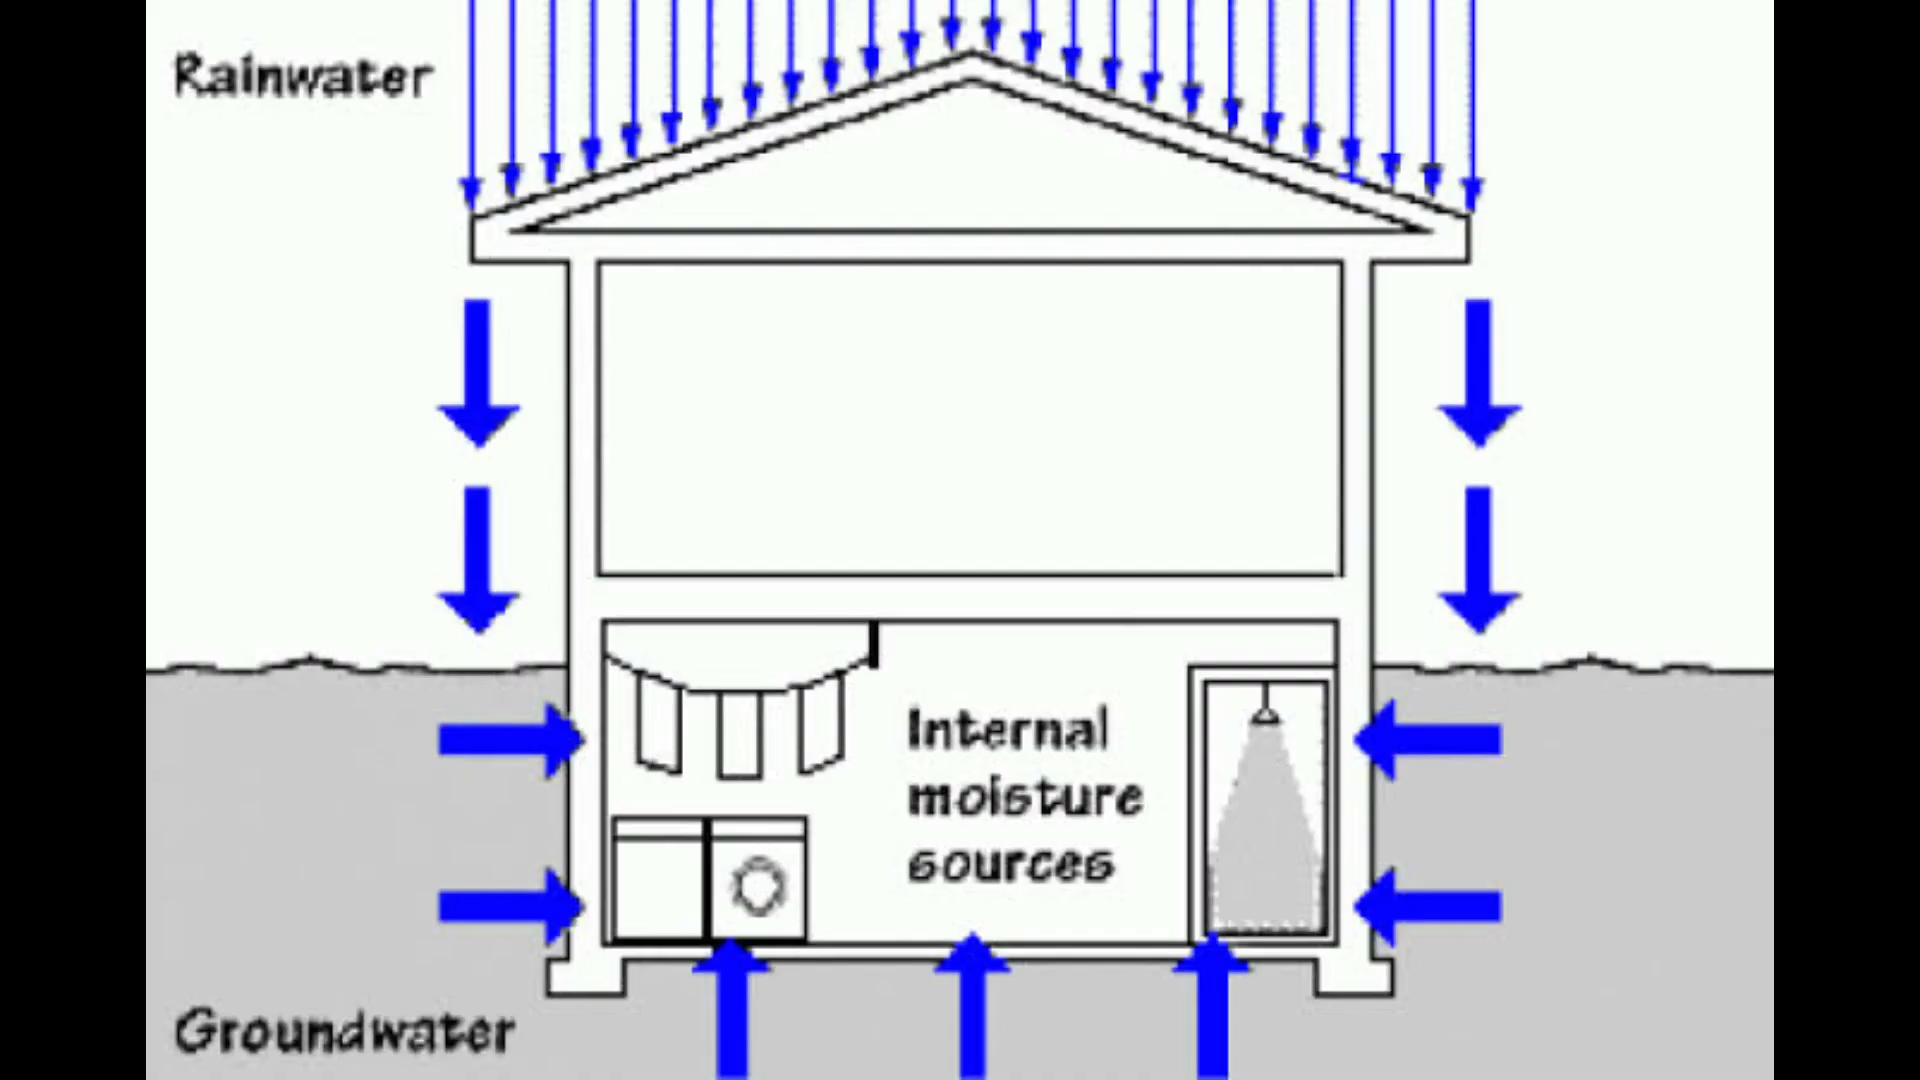 Rainwater
Internal
moisture
sources
Groundwater